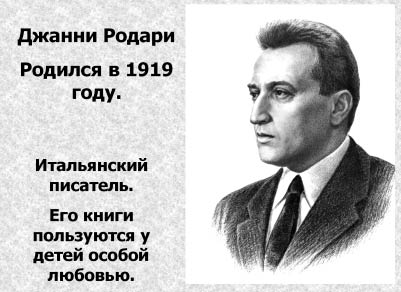 Джанни Родари
Родился в 1919
году.
Итальянский
писатель.
Его книги
пользуются у
детей особой
любовью.